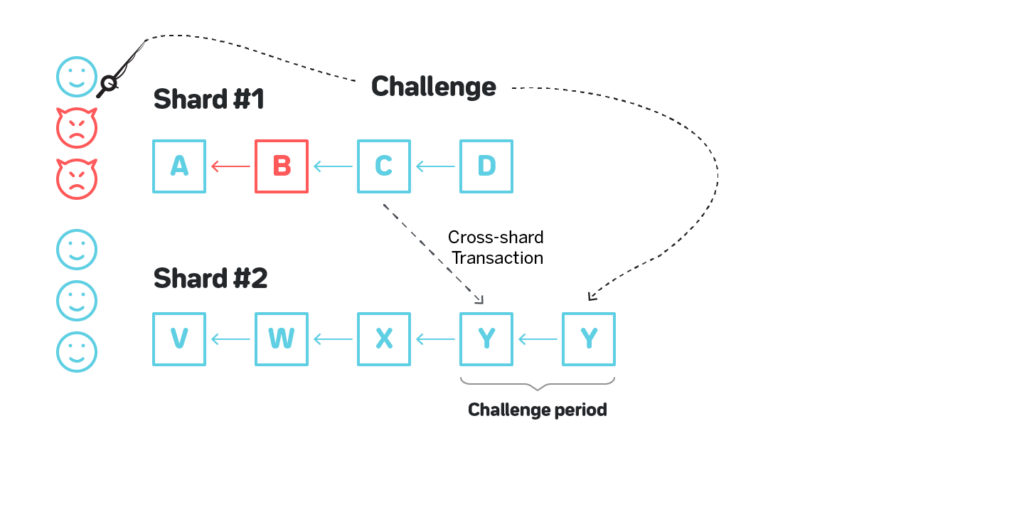 Challenge
Shard #1
A B C D
Cross-shard
Transaction
Shard #2
V W X Y Y
Challenge period